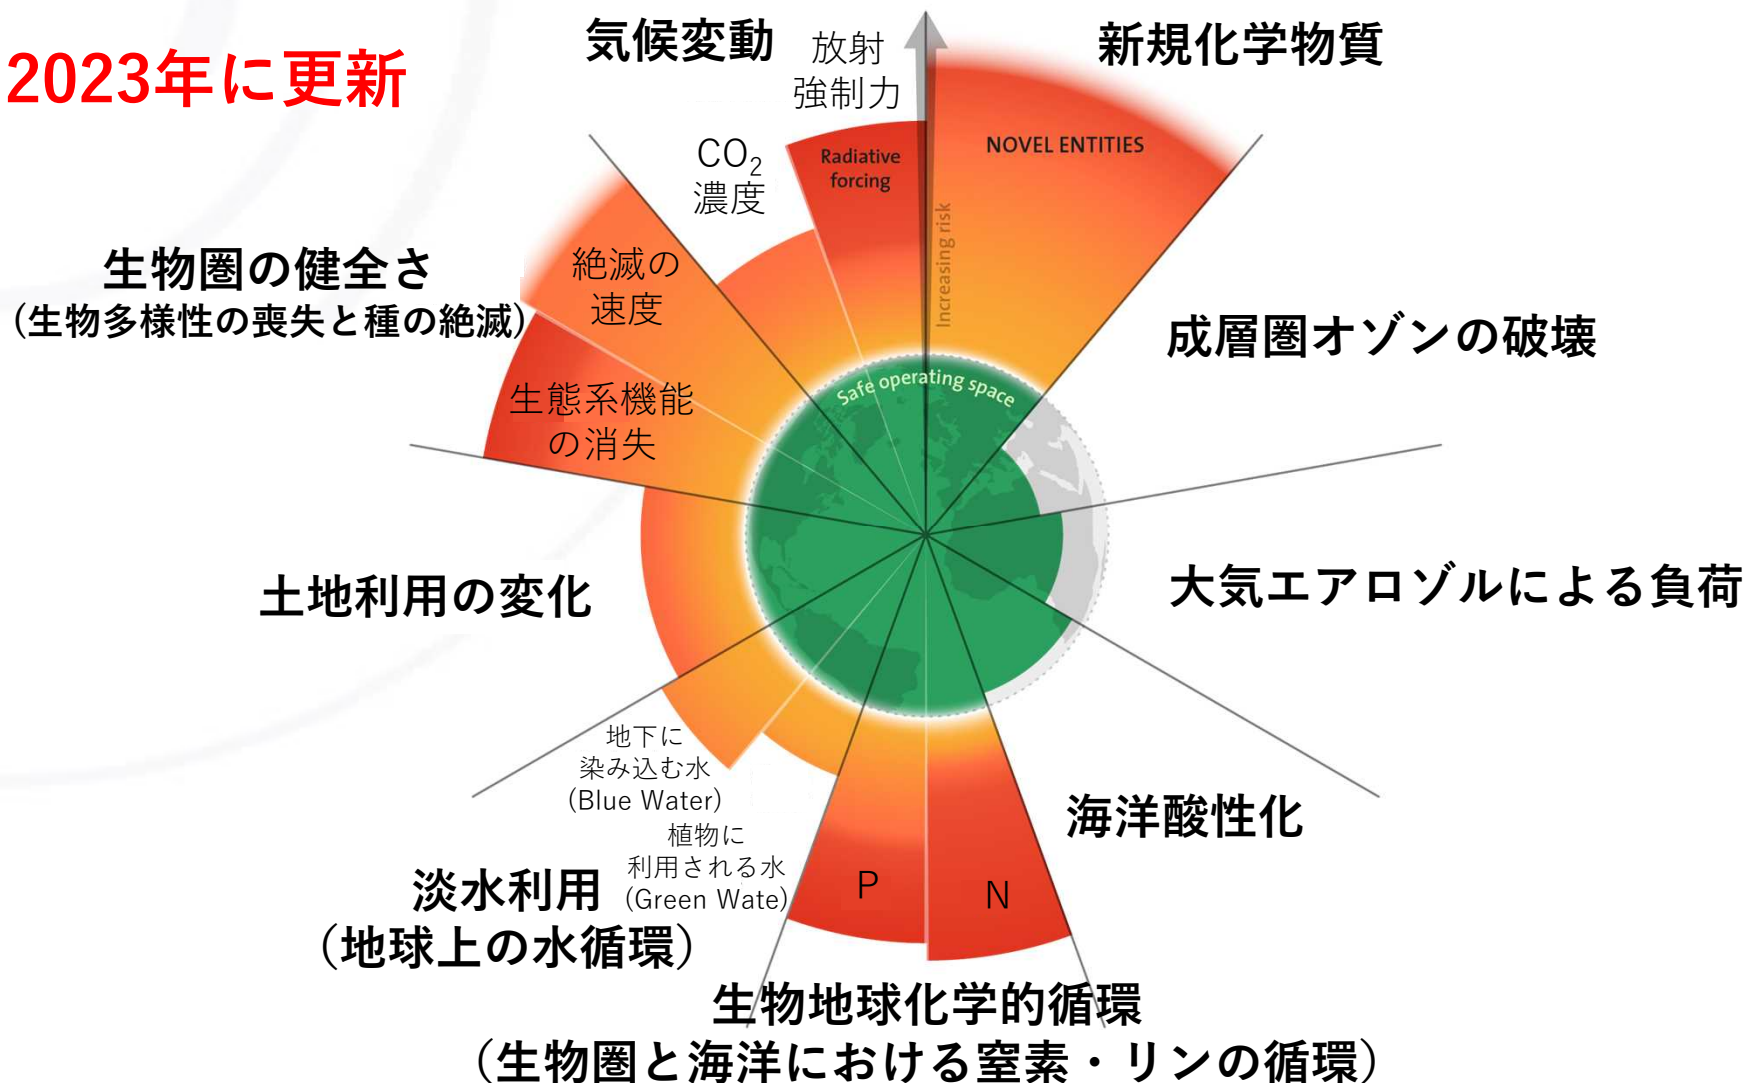 2023年に更新
気候変動
放射
強制力
新規化学物質
CO₂
濃度
Radiative
forcing
NOVEL ENTITIES
Increasing risk
生物圏の健全さ
(生物多様性の喪失と種の絶滅)
絶滅の
速度
生態系機能
の消失
Safe operating space
成層圏オゾンの破壊
土地利用の変化
大気エアロゾルによる負荷
地下に
染み込む水
(Blue Water)
植物に
利用される水
(Green Wate)
淡水利用
（地球上の水循環）
P
N
海洋酸性化
生物地球化学的循環
（生物圏と海洋における窒素・リンの循環）